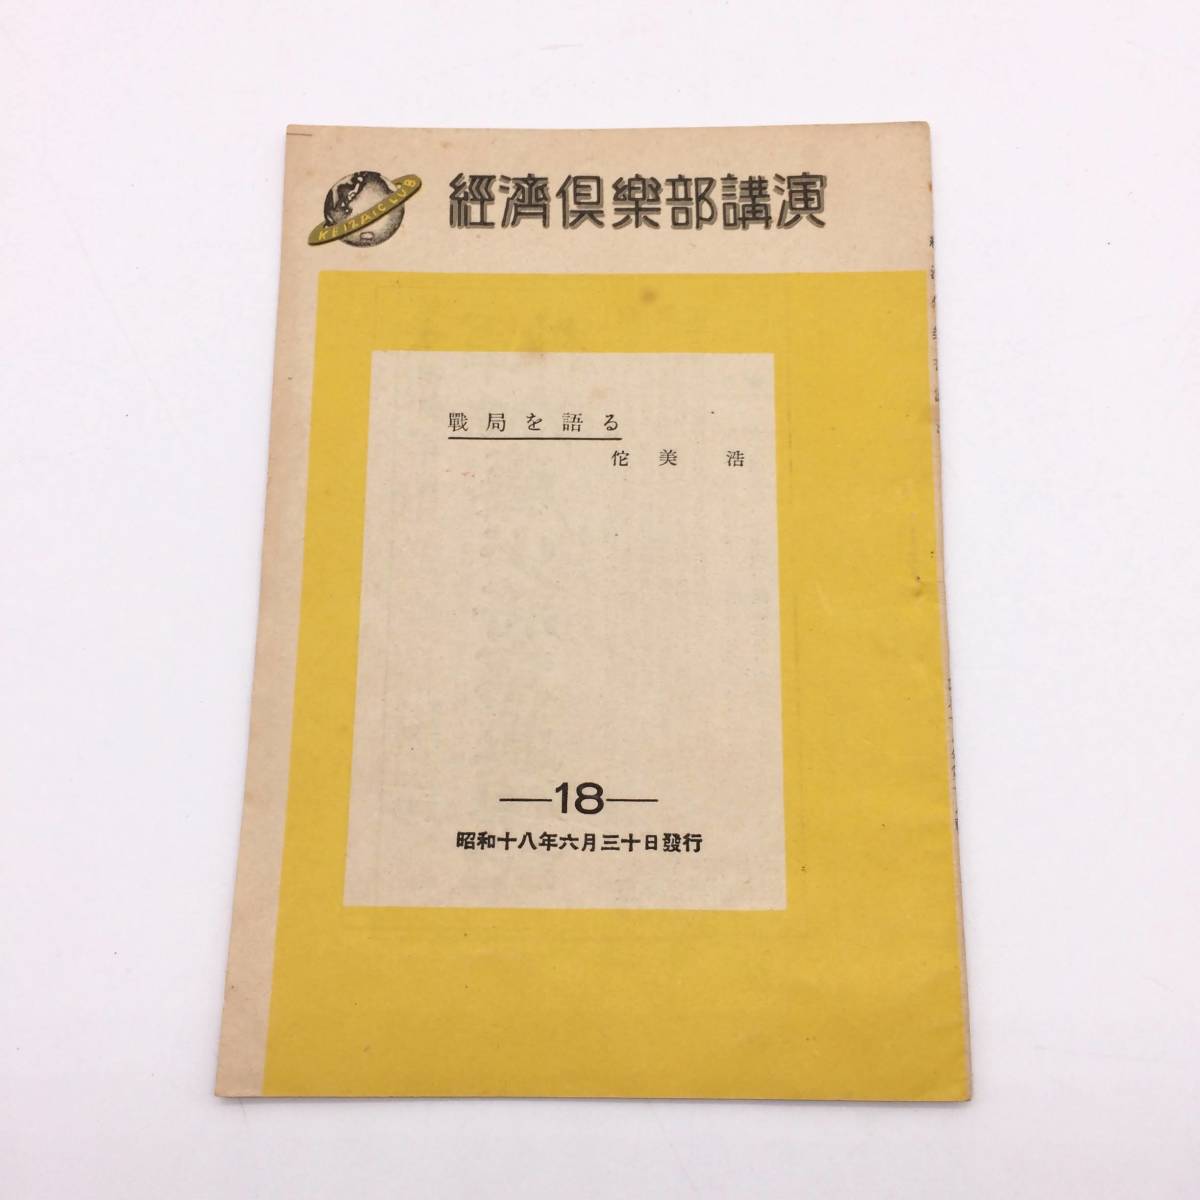 KEIZAI CLUB
經濟倶樂部講演
戰局を語る
佗美 浩
—18—
昭和十八年六月三十日發行